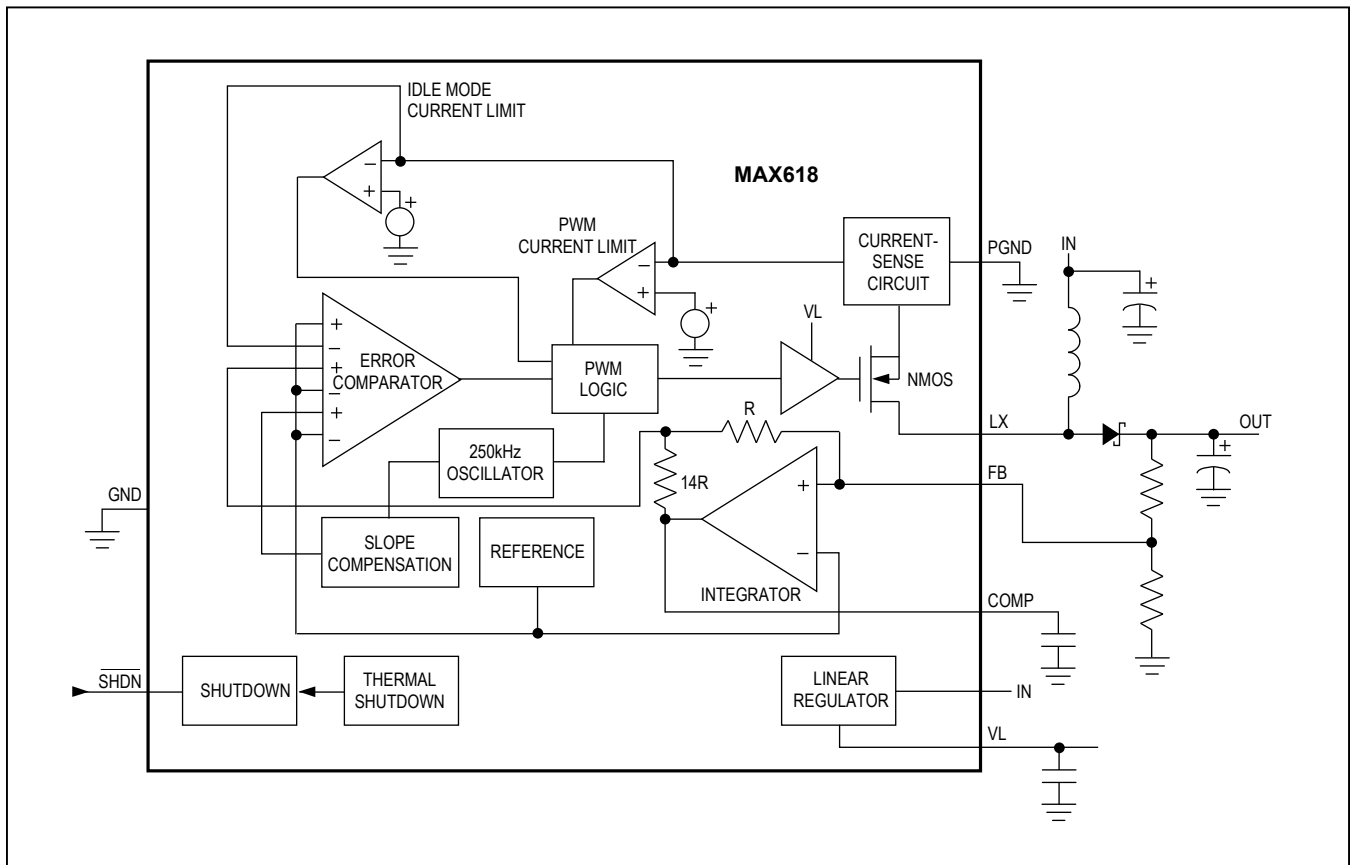 IDLE MODE
CURRENT LIMIT
−
+
+
MAX618
PWM
CURRENT LIMIT
−
+
+
CURRENT-
SENSE
CIRCUIT
PGND
IN
+
VL
+
−
+
−
+
−
ERROR
COMPARATOR
PWM
LOGIC
NMOS
LX
OUT
+
R
14R
250kHz
OSCILLATOR
+
−
FB
GND
SLOPE
COMPENSATION
REFERENCE
INTEGRATOR
COMP
SHDN
SHUTDOWN
THERMAL
SHUTDOWN
LINEAR
REGULATOR
IN
VL